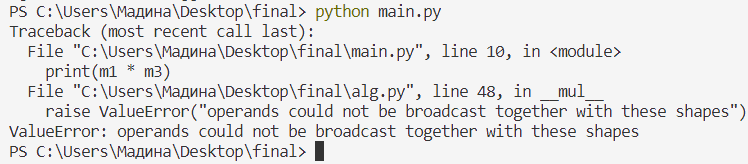 PS C:\Users\Мадина\Desktop\final> python main.py
Traceback (most recent call last):
  File "C:\Users\Мадина\Desktop\final\main.py", line 10, in <module>
    print(m1 * m3)
  File "C:\Users\Мадина\Desktop\final\alg.py", line 48, in __mul__
    raise ValueError("operands could not be broadcast together with these shapes")
ValueError: operands could not be broadcast together with these shapes
PS C:\Users\Мадина\Desktop\final>